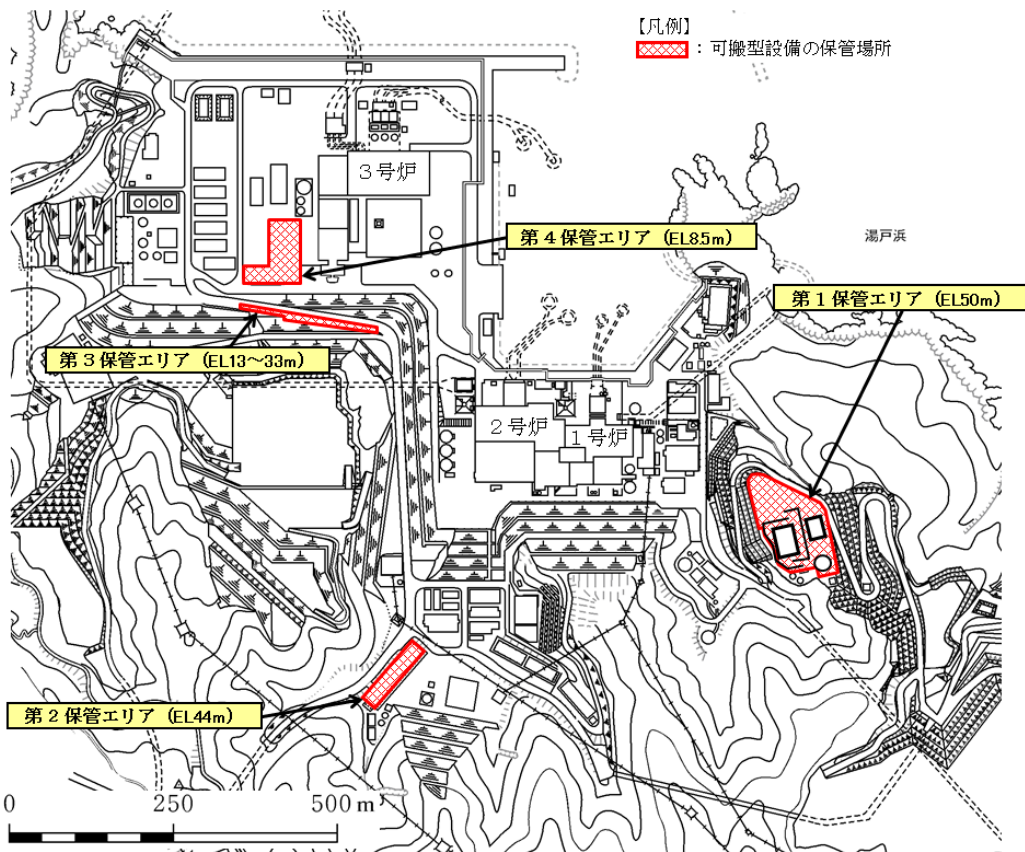 【凡例】
：可搬型設備の保管場所
3号炉
第4保管エリア（EL8.5m）
湯戸浜
第1保管エリア（EL50m）
第3保管エリア（EL13～33m）
2号炉
1号炉
第2保管エリア（EL44m）
0 250 500 m